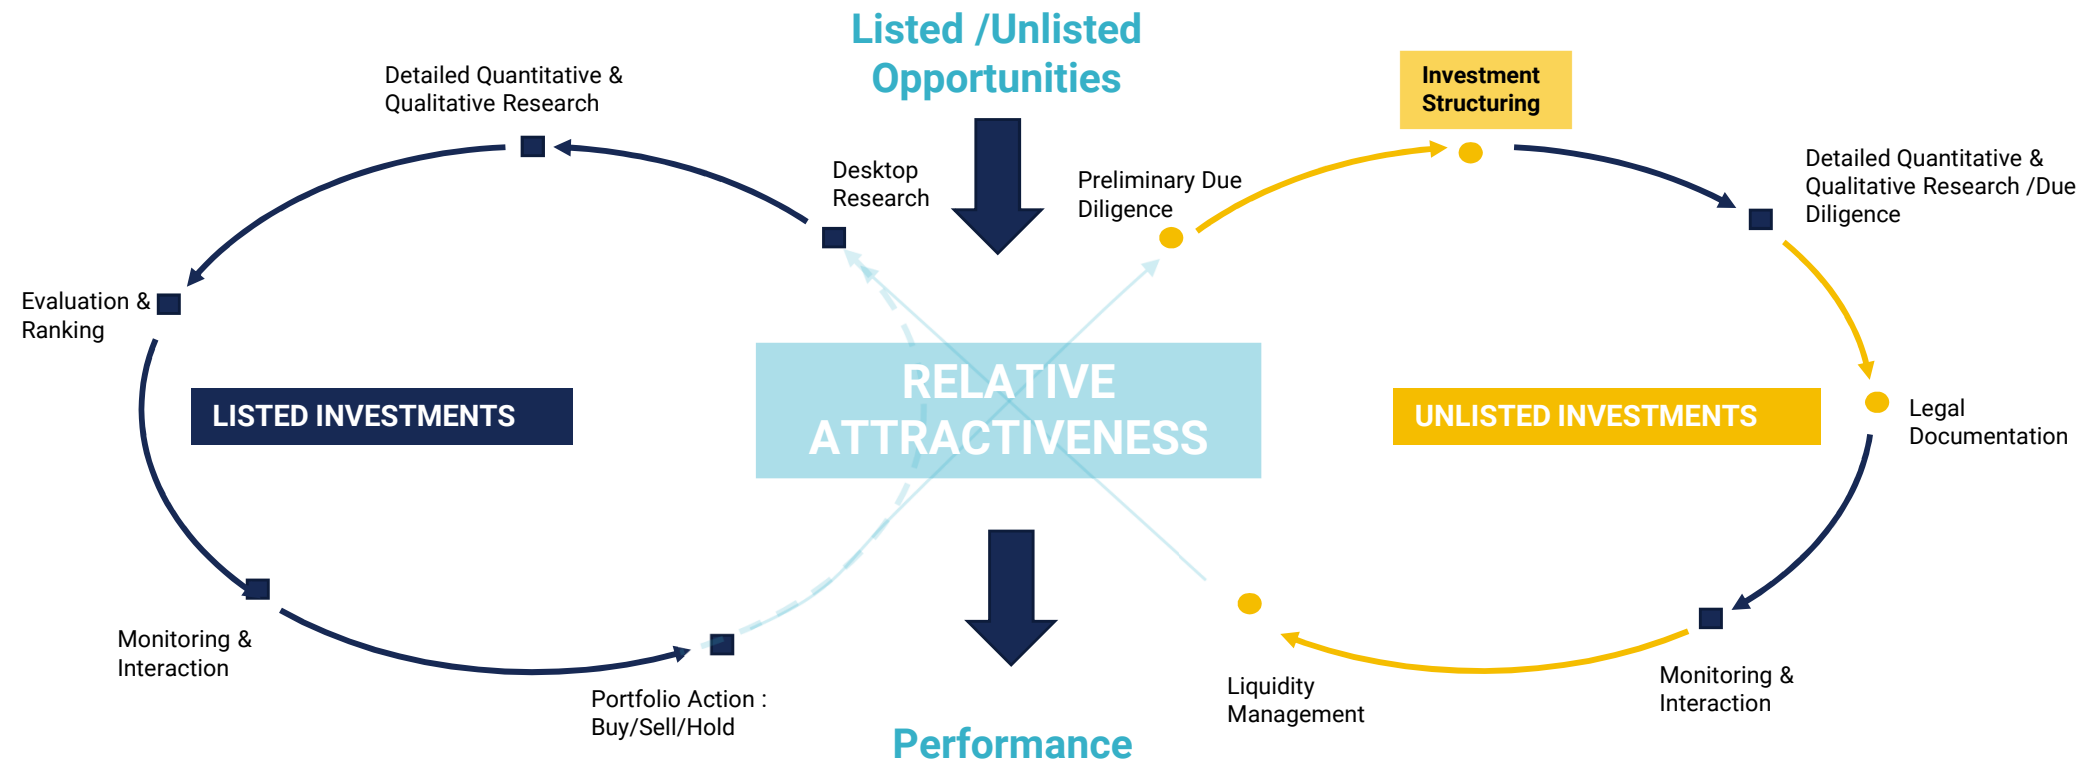 Listed /Unlisted
Opportunities
Detailed Quantitative &
Qualitative Research
Desktop
Research
Evaluation &
Ranking
LISTED INVESTMENTS
Monitoring &
Interaction
Portfolio Action :
Buy/Sell/Hold
RELATIVE
ATTRACTIVENESS
Preliminary Due
Diligence
Investment
Structuring
Detailed Quantitative &
Qualitative Research /Due
Diligence
UNLISTED INVESTMENTS
Legal
Documentation
Monitoring &
Interaction
Liquidity
Management
Performance